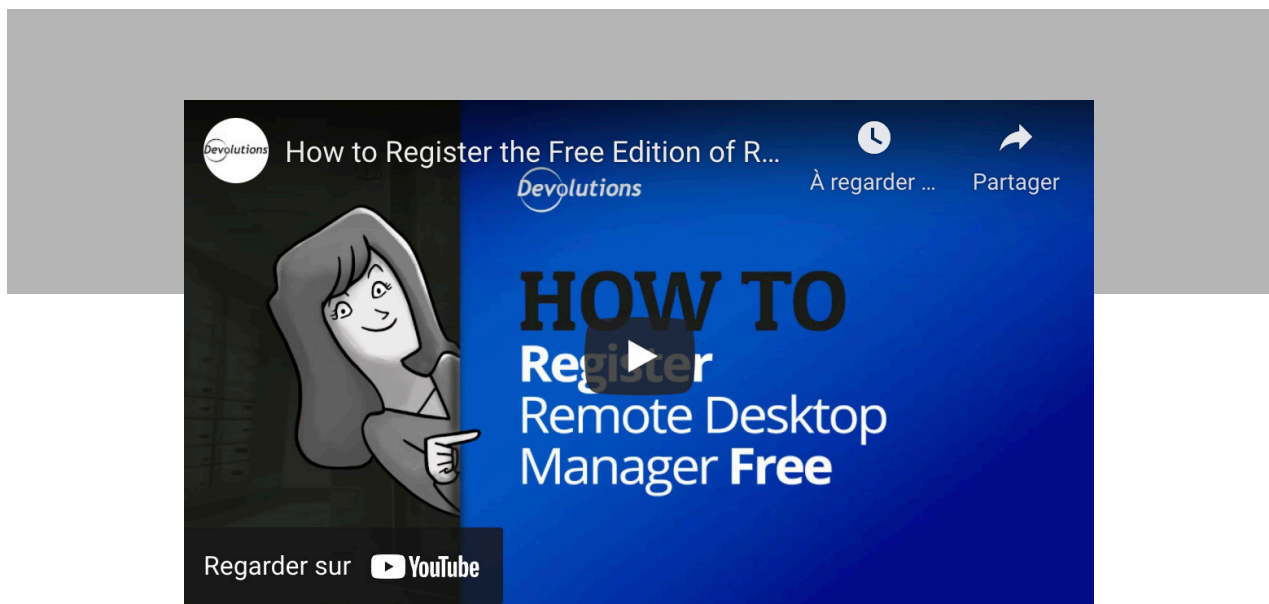 Devolutions
How to Register the Free Edition of R...
À regarder ...
Partager
Devolutions
HOW TO
Register
Remote Desktop
Manager Free
Regarder sur YouTube